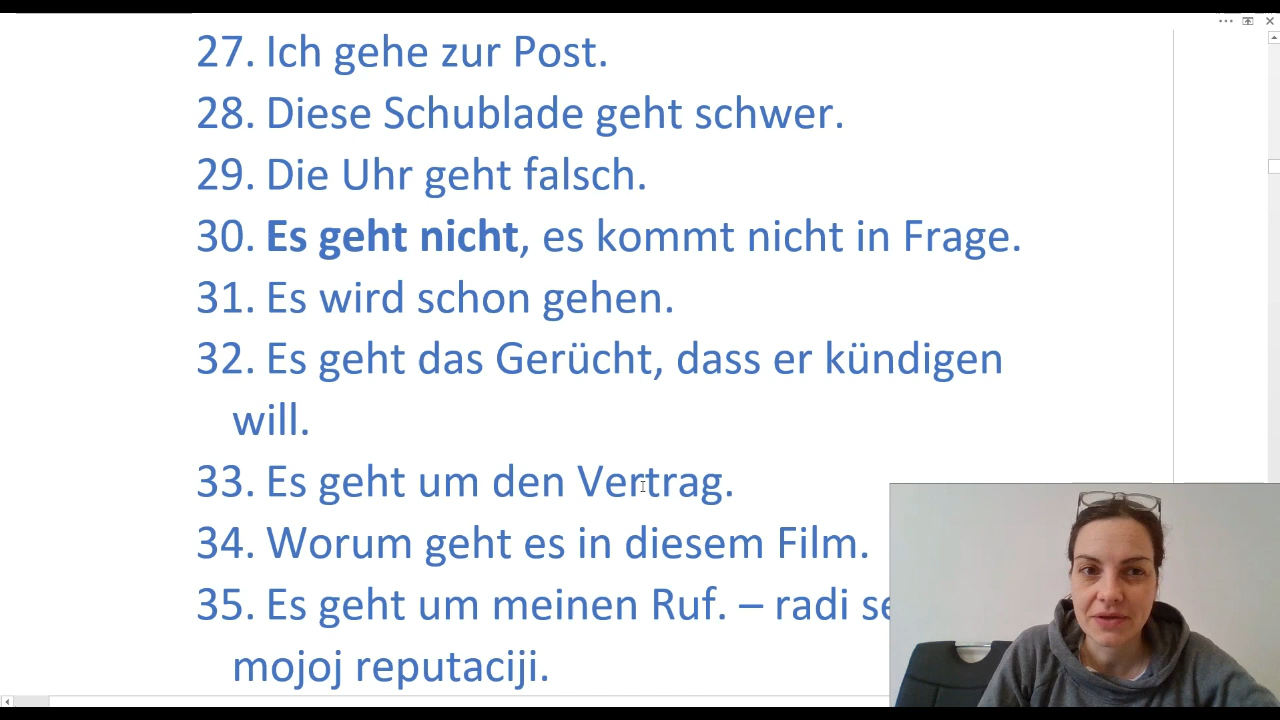 27. Ich gehe zur Post.
28. Diese Schublade geht schwer.
29. Die Uhr geht falsch.
30. Es geht nicht, es kommt nicht in Frage.
31. Es wird schon gehen.
32. Es geht das Gerücht, dass er kündigen
will.
33. Es geht um den Vertrag.
34. Worum geht es in diesem Film.
35. Es geht um meinen Ruf. – radi
mojoj reputaciji.